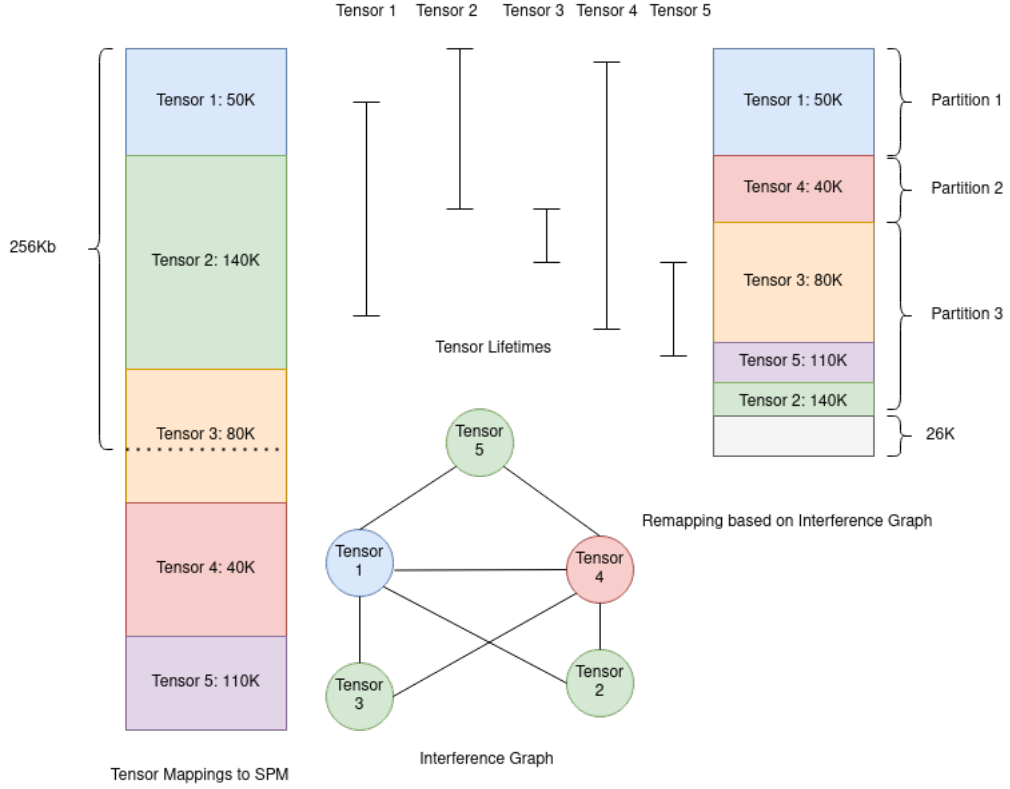 Tensor 1
Tensor 2
Tensor 3
Tensor 4
Tensor 5
256Kb
Tensor 1: 50K
Tensor 2: 140K
Tensor 3: 80K
Tensor 4: 40K
Tensor 5: 110K
Tensor Mappings to SPM
Tensor Lifetimes
Tensor
5
Tensor
1
Tensor
4
Tensor
3
Tensor
2
Interference Graph
Tensor 1: 50K
Partition 1
Tensor 4: 40K
Partition 2
Tensor 3: 80K
Partition 3
Tensor 5: 110K
Tensor 2: 140K
26K
Remapping based on Interference Graph